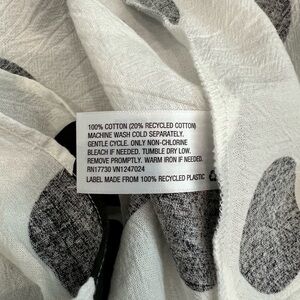 100% COTTON (20% RECYCLED COTTON)
MACHINE WASH COLD SEPARATELY.
GENTLE CYCLE. ONLY NON-CHLORINE
BLEACH IF NEEDED. TUMBLE DRY LOW.
REMOVE PROMPTLY. WARM IRON IF NEEDED.
RN17730 VN1247024
LABEL MADE FROM 100% RECYCLED PLASTIC